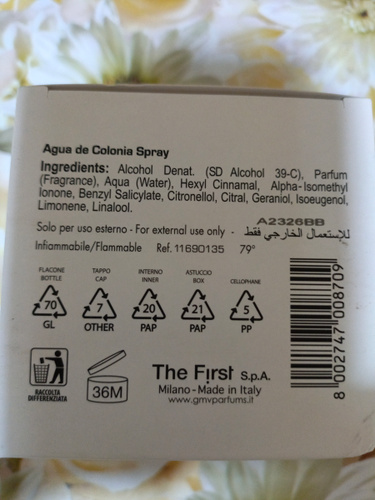 Agua de Colonia Spray
Ingredients: Alcohol Denat. (SD Alcohol 39-C), Parfum
(Fragrance), Aqua (Water), Hexyl Cinnamal, Alpha-Isomethyl
Ionone, Benzyl Salicylate, Citronellol, Citral, Geraniol, Isoeugenol,
Limonene, Linalool.
A2326BB
Solo per uso esterno - For external use only - للإستعمال الخارجي فقط
Infiammabile/Flammable Ref. 11690135 79°
FLACONE TAPPO INTERNO ASTUCCIO CELLOPHANE
BOTTLE CAP INNER BOX
70 7 20 21 5
GL OTHER PAP PAP PP
RACCOLTA
DIFFERENZIATA
36M
The First S.p.A.
Milano - Made in Italy
www.gmvparfums.it
8 002747 008709